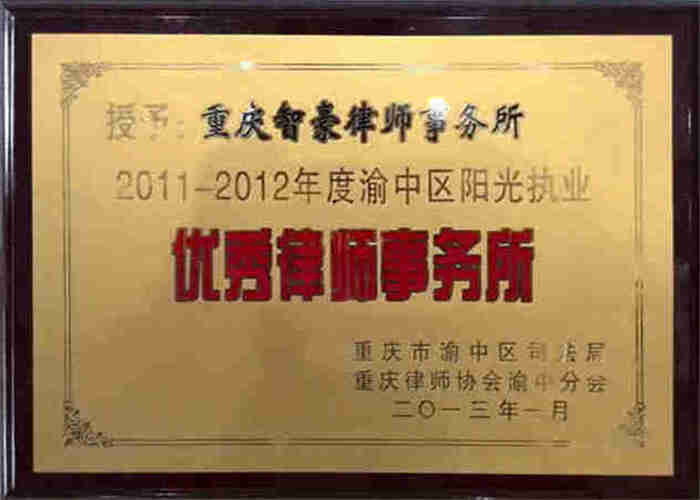 授予：重庆智豪律师事务所
2011-2012年度渝中区阳光执业
优秀律师事务所
重庆市渝中区司法局
重庆律师协会渝中分会
二〇一三年一月